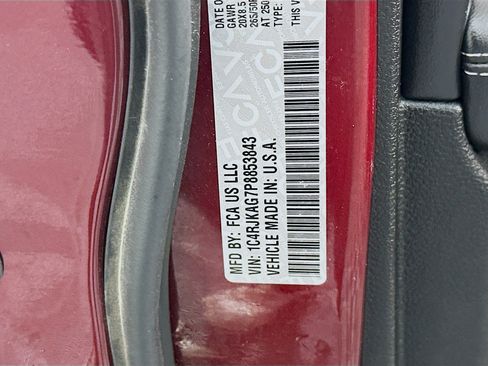 MFD BY: FCA US LLC
VIN: 1C4RJKAG7P8853843
VEHICLE MADE IN: U.S.A.
DATE O
GAWR
20X8.5
265/50
AT 250
TYPE:
THIS V